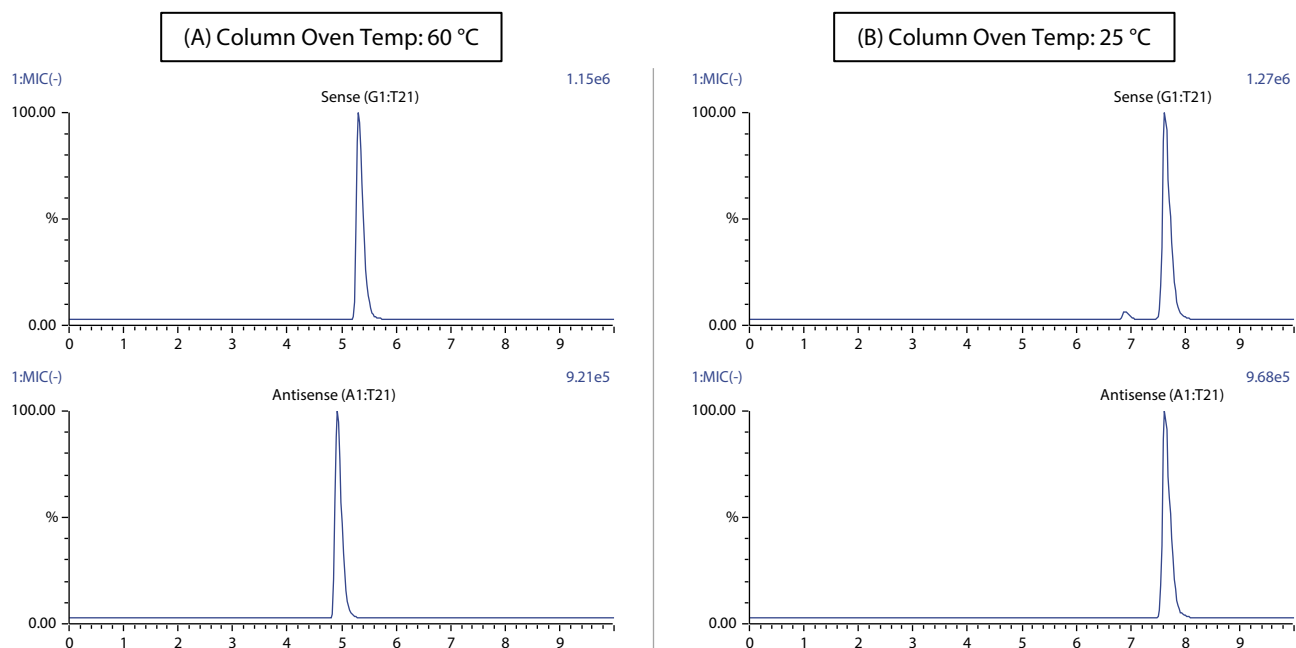 (A) Column Oven Temp: 60 °C
1:MIC(-) 1.15e6
Sense (G1:T21)
100.00
%
0.00
0 1 2 3 4 5 6 7 8 9
1:MIC(-) 9.21e5
Antisense (A1:T21)
100.00
%
0.00
0 1 2 3 4 5 6 7 8 9
(B) Column Oven Temp: 25 °C
1:MIC(-) 1.27e6
Sense (G1:T21)
100.00
%
0.00
0 1 2 3 4 5 6 7 8 9
1:MIC(-) 9.68e5
Antisense (A1:T21)
100.00
%
0.00
0 1 2 3 4 5 6 7 8 9